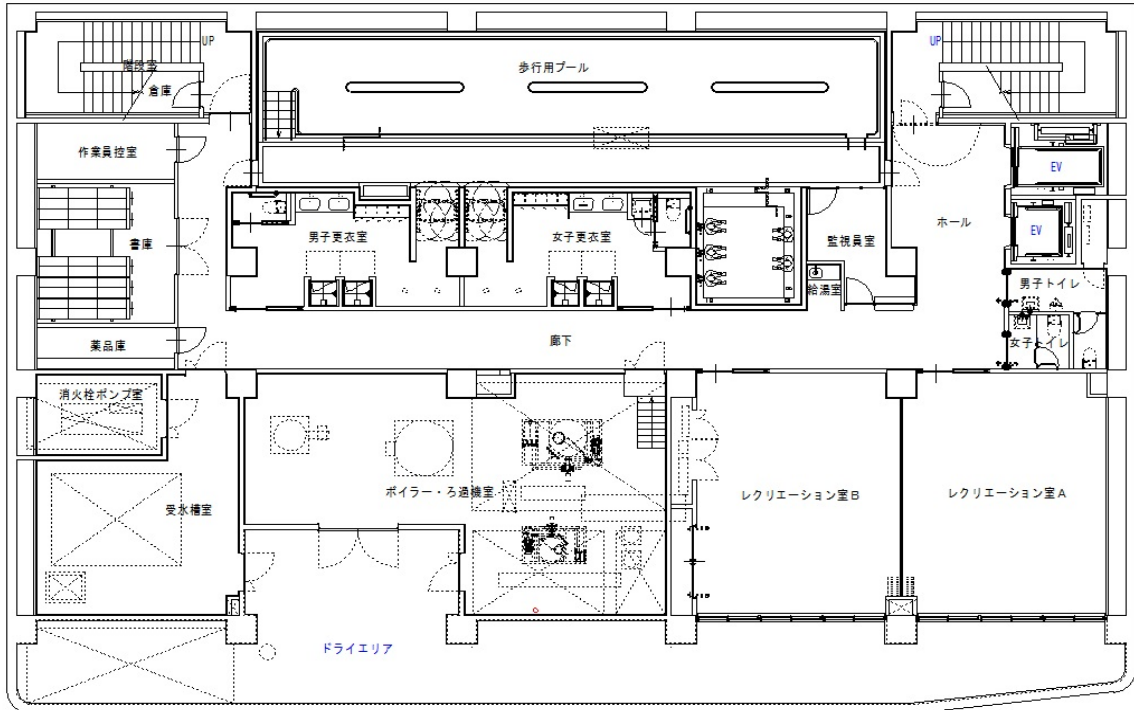 UP
UP
階段室
歩行用プール
倉庫
作業員控室
EV
男子更衣室
女子更衣室
監視員室
ホール
EV
書庫
給湯室
男子トイレ
薬品庫
廊下
女子トイレ
消火栓ポンプ室
ボイラー・ろ過機室
レクリエーション室B
レクリエーション室A
受水槽室
ドライエリア